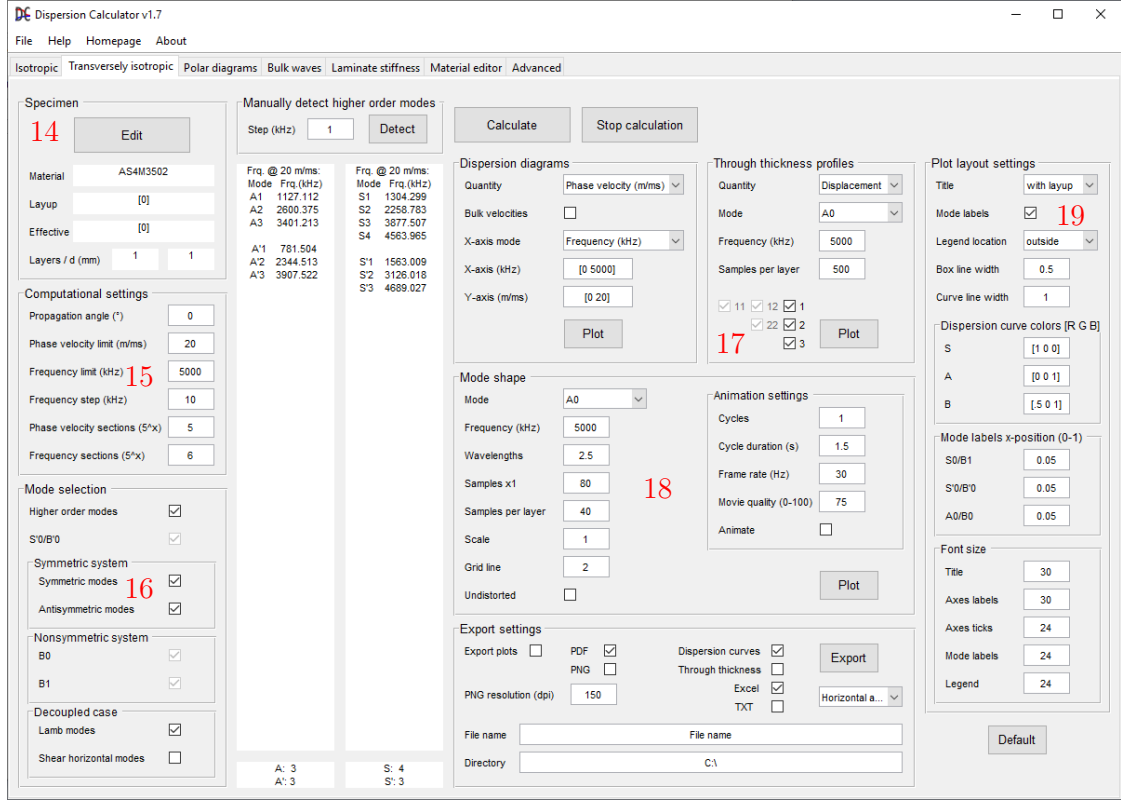 Dispersion Calculator v1.7
File Help Homepage About
Isotropic Transversely isotropic Polar diagrams Bulk waves Laminate stiffness Material editor Advanced
Specimen
14
Edit
Material AS4M3502
Layup [0]
Effective [0]
Layers / d (mm) 1 1
Computational settings
Propagation angle (°) 0
Phase velocity limit (m/ms) 20
Frequency limit (kHz) 5000
15
Frequency step (kHz) 10
Phase velocity sections (5^x) 5
Frequency sections (5^x) 6
Mode selection
Higher order modes
S'0/B'0
Symmetric system
Symmetric modes
16
Antisymmetric modes
Nonsymmetric system
B0
B1
Decoupled case
Lamb modes
Shear horizontal modes
Manually detect higher order modes
Step (kHz) 1 Detect
Frq. @ 20 m/ms:
Mode Frq.(kHz)
A1 1127.112
A2 2600.375
A3 3401.213
A'1 781.504
A'2 2344.513
A'3 3907.522
A: 3
A': 3
Frq. @ 20 m/ms:
Mode Frq.(kHz)
S1 1304.299
S2 2258.783
S3 3877.507
S4 4563.965
S'1 1563.009
S'2 3126.018
S'3 4689.027
S: 4
S': 3
Calculate Stop calculation
Dispersion diagrams
Quantity Phase velocity (m/ms)
Bulk velocities
X-axis mode Frequency (kHz)
X-axis (kHz) [0 5000]
Y-axis (m/ms) [0 20]
Plot
Through thickness profiles
Quantity Displacement
Mode A0
Frequency (kHz) 5000
Samples per layer 500
11 12 1
22 2
3
17
Plot
Mode shape
Mode A0
Frequency (kHz) 5000
Wavelengths 2.5
Samples x1 80
Samples per layer 40
Scale 1
Grid line 2
Undistorted
18
Animation settings
Cycles 1
Cycle duration (s) 1.5
Frame rate (Hz) 30
Movie quality (0-100) 75
Animate
Plot
Export settings
Export plots PDF Dispersion curves
PNG Through thickness
Export
PNG resolution (dpi) 150 Excel
TXT
Horizontal a...
File name File name
Directory C:\
Plot layout settings
Title with layup
Mode labels
19
Legend location outside
Box line width 0.5
Curve line width 1
Dispersion curve colors [R G B]
S [1 0 0]
A [0 0 1]
B [.5 0 1]
Mode labels x-position (0-1)
S0/B1 0.05
S'0/B'0 0.05
A0/B0 0.05
Font size
Title 30
Axes labels 30
Axes ticks 24
Mode labels 24
Legend 24
Default